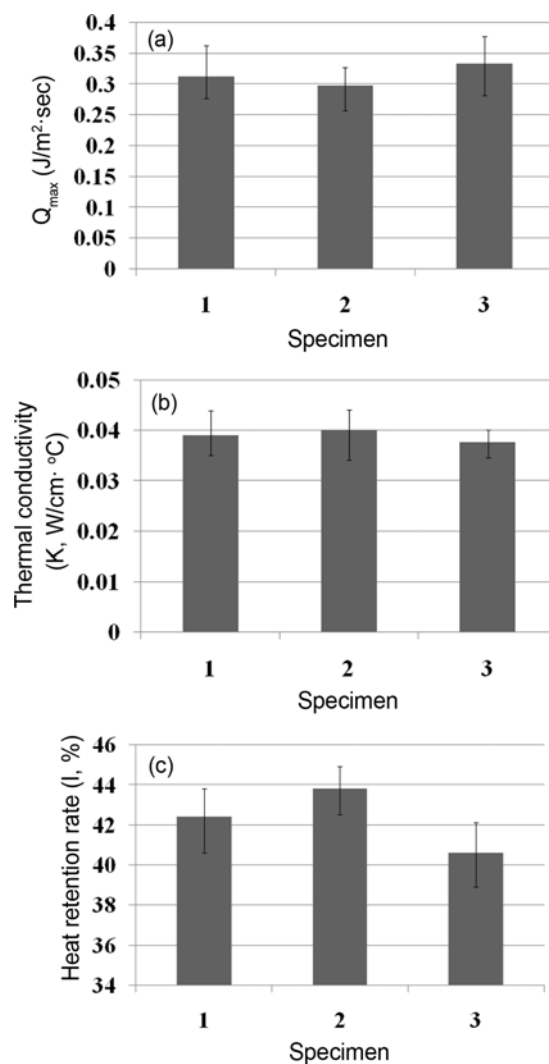 (a)
Q_max (J/m²·sec)
0.4
0.35
0.3
0.25
0.2
0.15
0.1
0.05
0
1 2 3
Specimen
(b)
Thermal conductivity
(K, W/cm· ºC)
0.05
0.04
0.03
0.02
0.01
0
1 2 3
Specimen
(c)
Heat retention rate (I, %)
46
44
42
40
38
36
34
1 2 3
Specimen